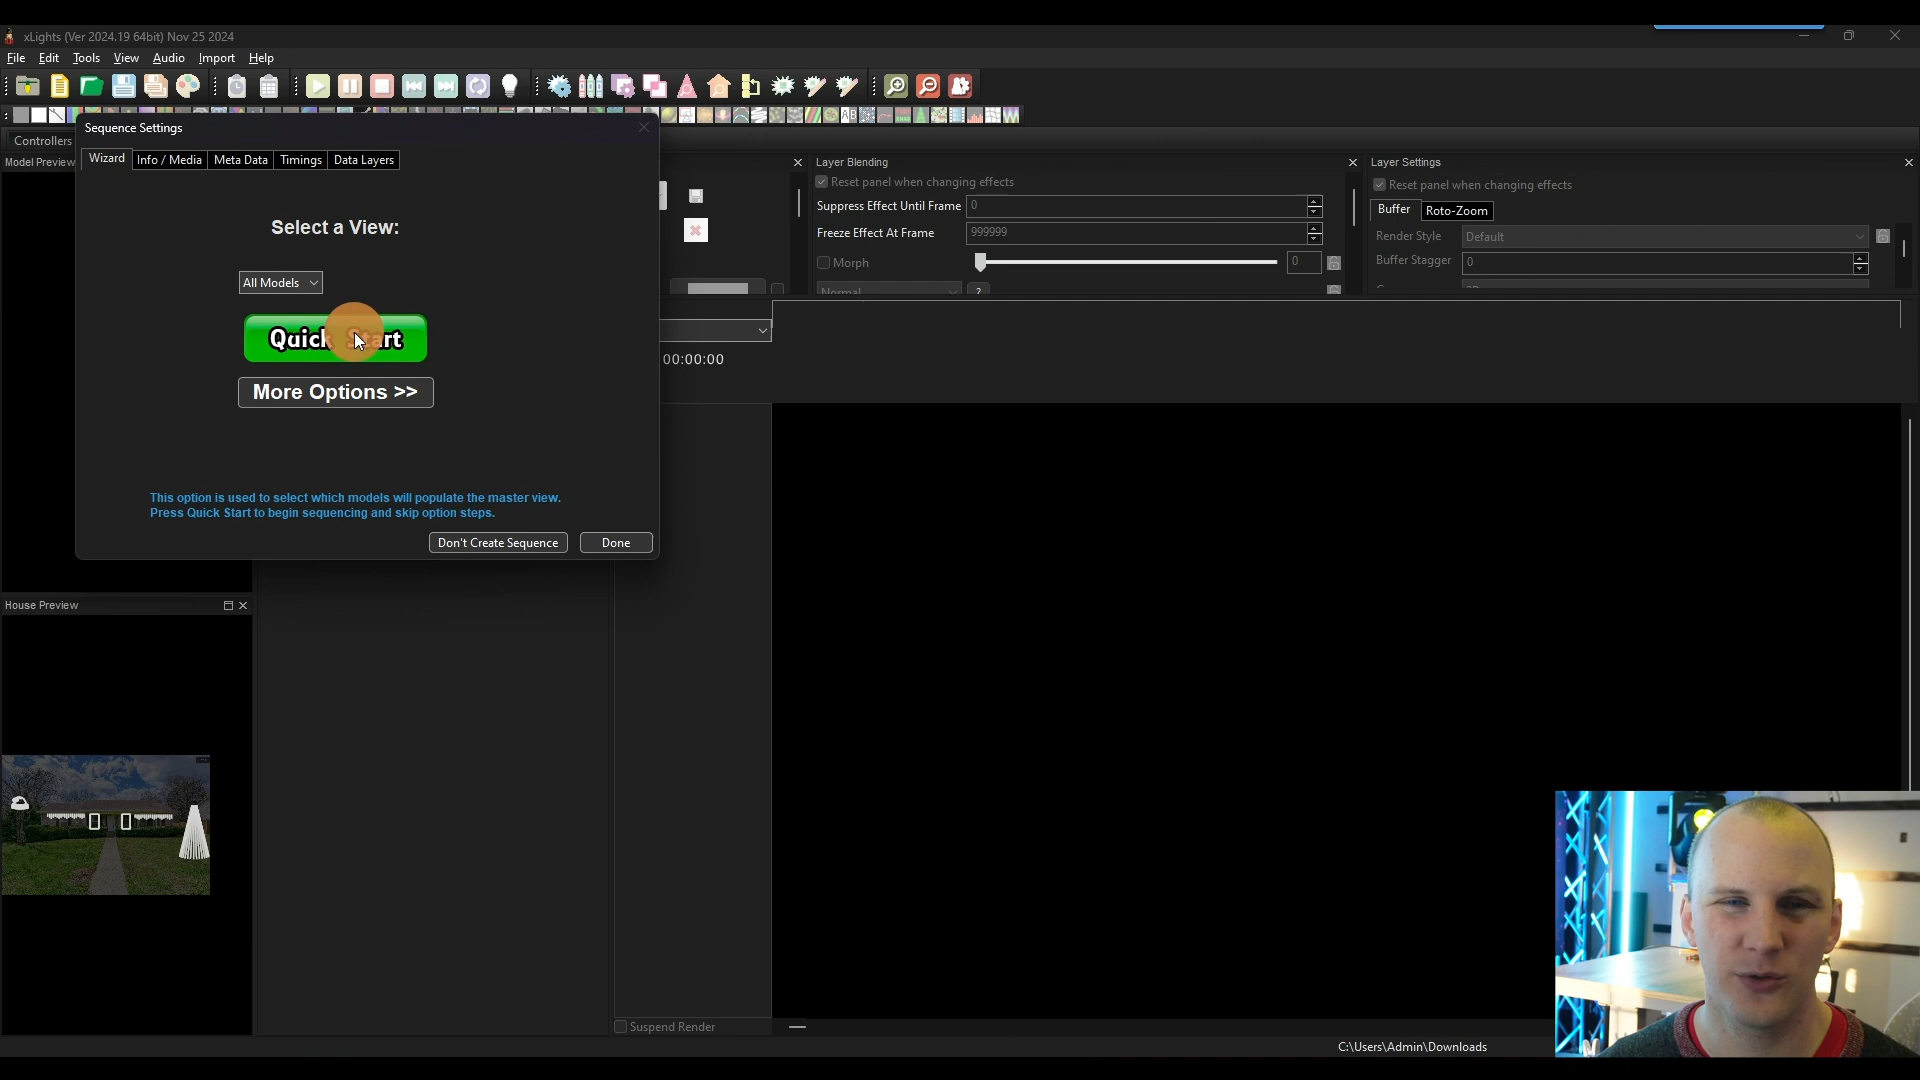 xLights (Ver 2024.19 64bit) Nov 25 2024
File Edit Tools View Audio Import Help
Controllers
Sequence Settings
Model Preview
Wizard Info / Media Meta Data Timings Data Layers
Select a View:
All Models
Quick Start
More Options >>
This option is used to select which models will populate the master view.
Press Quick Start to begin sequencing and skip option steps.
Don't Create Sequence Done
Layer Blending
Reset panel when changing effects
Suppress Effect Until Frame 0
Freeze Effect At Frame 999999
Morph 0
Normal ?
Layer Settings
Reset panel when changing effects
Buffer Roto-Zoom
Render Style Default
Buffer Stagger 0
00:00:00
House Preview
Suspend Render
C:\Users\Admin\Downloads